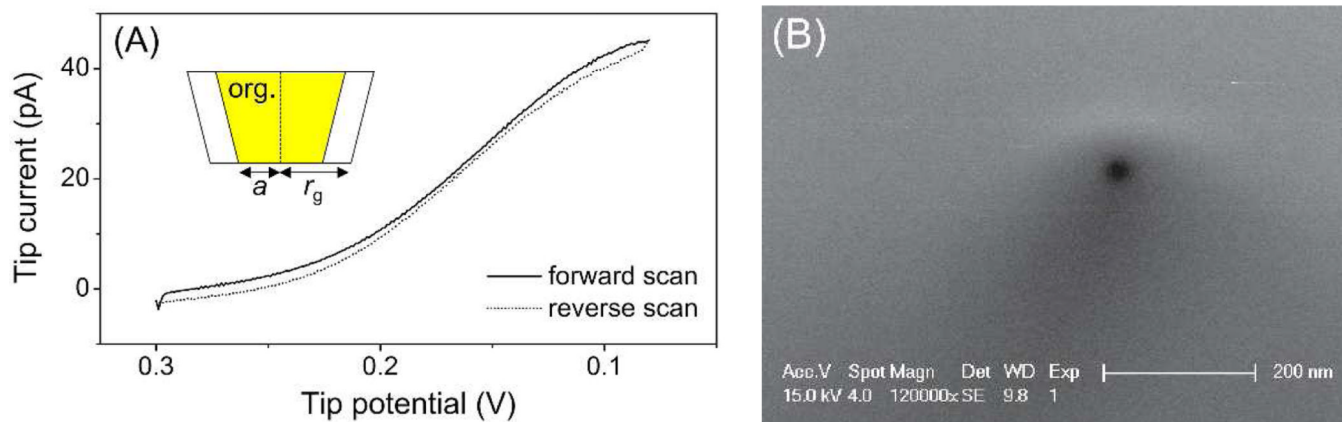 (A)
org.
a
r_g
40
20
0
Tip current (pA)
forward scan
reverse scan
0.3
0.2
0.1
Tip potential (V)
(B)
Acc.V Spot Magn Det WD Exp
15.0 kV 4.0 120000x SE 9.8 1
200 nm